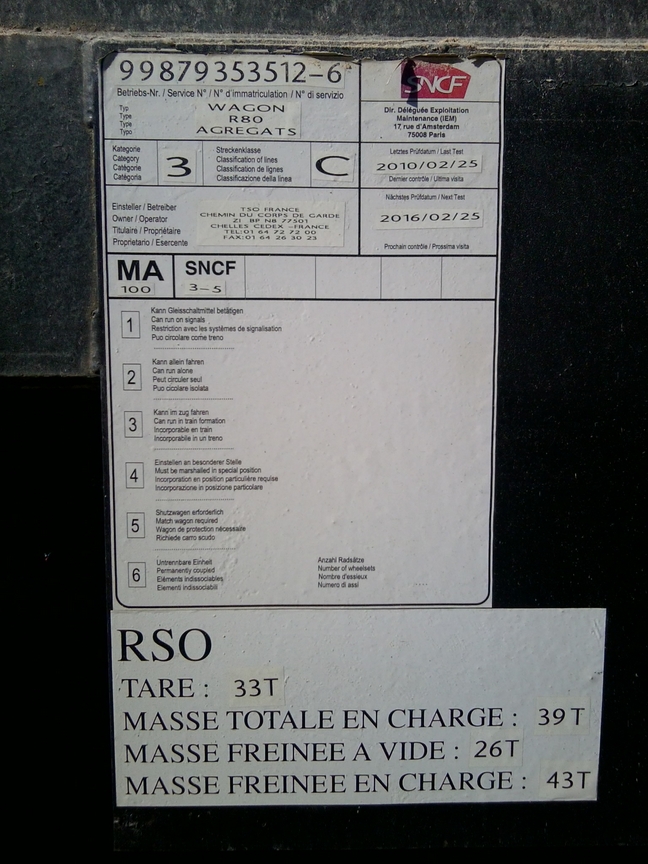 99879353512-6
SNCF
Betriebs-Nr. / Service N° / N° d'immatriculation / N° di servizio
Typ
Type
Type
Tipo
WAGON
R80
AGREGATS
Dir. Déléguée Exploitation
Maintenance (IEM)
17, rue d'Amsterdam
75008 Paris
Kategorie
Category
Catégorie
Categoria
3
Streckenklasse
Classification of lines
Classification de lignes
Classificazione della linea
C
Letztes Prüfdatum / Last Test
2010/02/25
Dernier contrôle / Ultima visita
Einsteller / Betreiber
Owner / Operator
Titulaire / Propriétaire
Proprietario / Esercente
TSO FRANCE
CHEMIN DU CORPS DE GARDE
ZI BP N8 77501
CHELLES CEDEX -FRANCE
TEL:01 64 72 72 00
FAX:01 64 26 30 23
Nächstes Prüfdatum / Next Test
2016/02/25
Prochain contrôle / Prossima visita
MA
100
SNCF
3-5
1
Kann Gleisschaltmittel betätigen
Can run on signals
Restriction avec les systèmes de signalisation
Puo circolare come treno
2
Kann allein fahren
Can run alone
Peut circuler seul
Puo cicolare isolata
3
Kann im zug fahren
Can run in train formation
Incorporable en train
Incorporabile in un treno
4
Einstellen an besonderer Stelle
Must be marshalled in special position
Incorporation en position particulière requise
Incorporazione in posizione particolare
5
Shutzwagen erforderlich
Match wagon required
Wagon de protection nécessaire
Richiede carro scudo
6
Untrennbare Einheit
Permanently coupled
Eléments indissociables
Elementi indissociabili
Anzahl Radsätze
Number of wheelsets
Nombre d'essieux
Numero di assi
....
RSO
TARE : 33T
MASSE TOTALE EN CHARGE : 39T
MASSE FREINEE A VIDE : 26T
MASSE FREINEE EN CHARGE : 43T